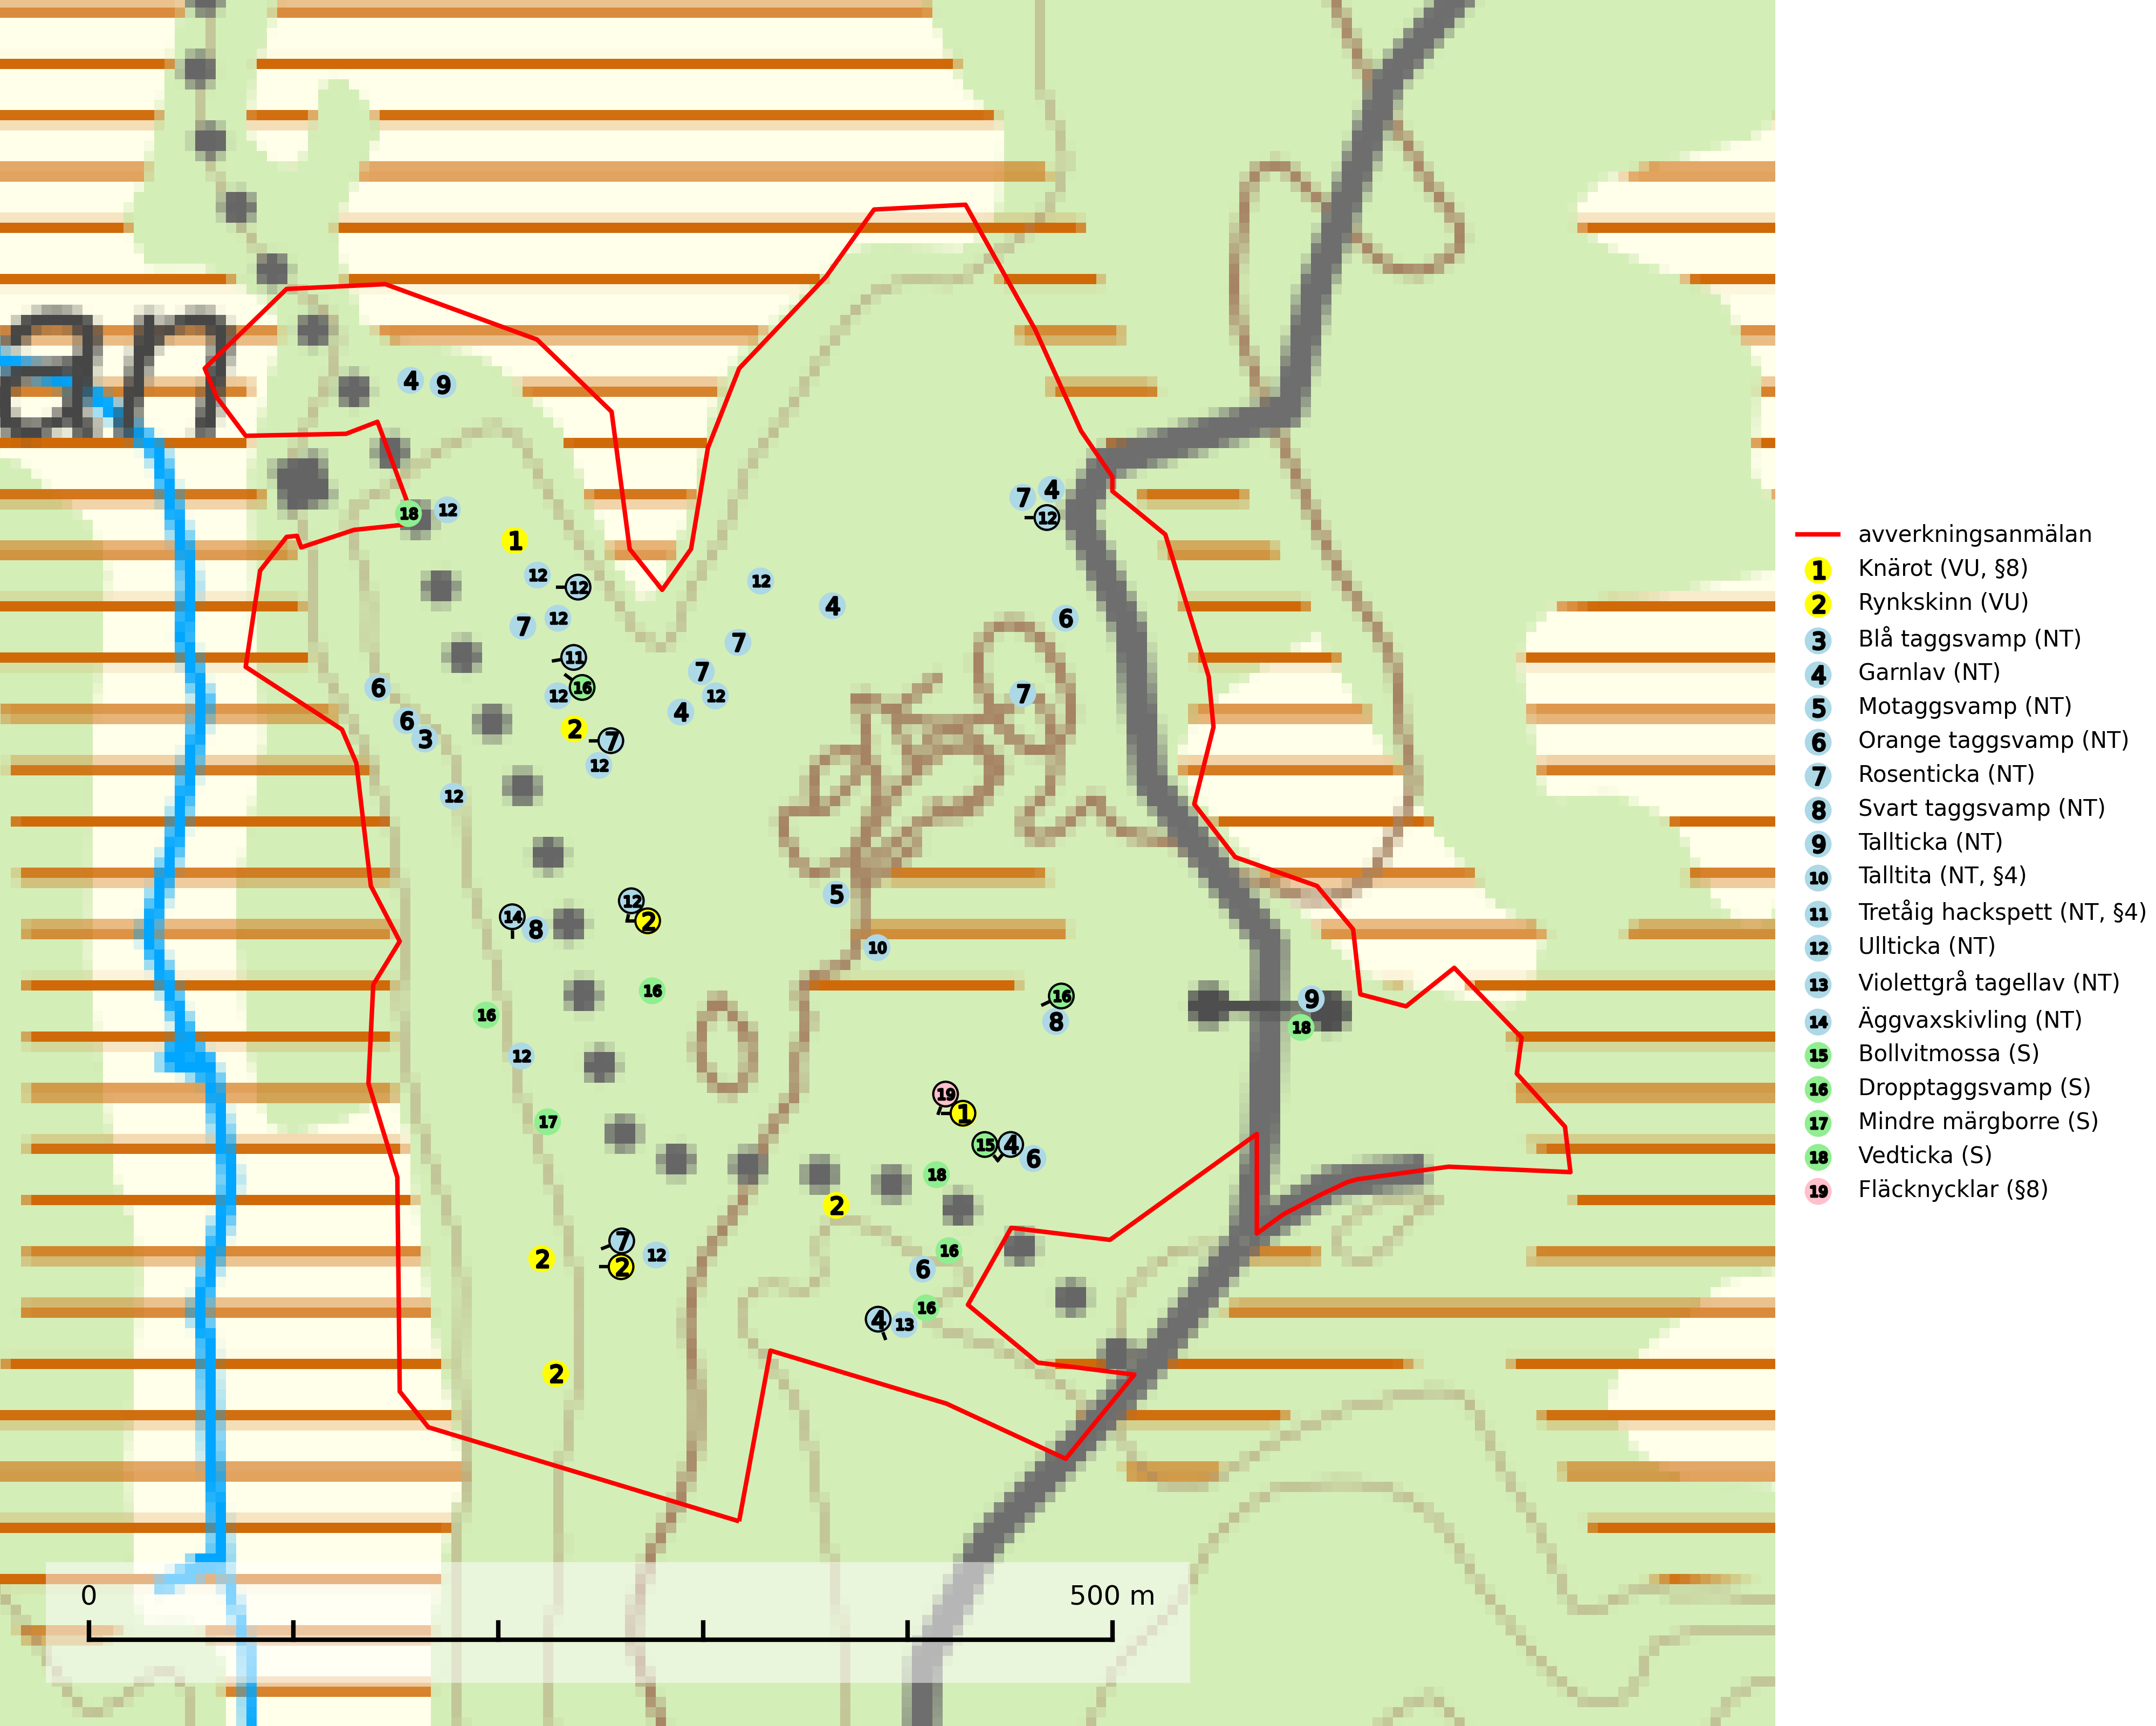 an
4 9
7 4
12
18 12
1
12 12 12
4
7 12
6
7
11 7
6 12 16
7
12
4
6
3 2 7
12
12
5
14 8 12 2
10
16 16
9
16 8
18
12
19
1
17
15 4 6
18
2
7 12
2 2
16
6
4 13 16
2
0 500 m
avverkningsanmälan
1 Knärot (VU, §8)
2 Rynkskinn (VU)
3 Blå taggsvamp (NT)
4 Garnlav (NT)
5 Motaggsvamp (NT)
6 Orange taggsvamp (NT)
7 Rosenticka (NT)
8 Svart taggsvamp (NT)
9 Tallticka (NT)
10 Talltita (NT, §4)
11 Tretåig hackspett (NT, §4)
12 Ullticka (NT)
13 Violettgrå tagellav (NT)
14 Äggvaxskivling (NT)
15 Bollvitmossa (S)
16 Dropptaggsvamp (S)
17 Mindre märgborre (S)
18 Vedticka (S)
19 Fläcknycklar (§8)